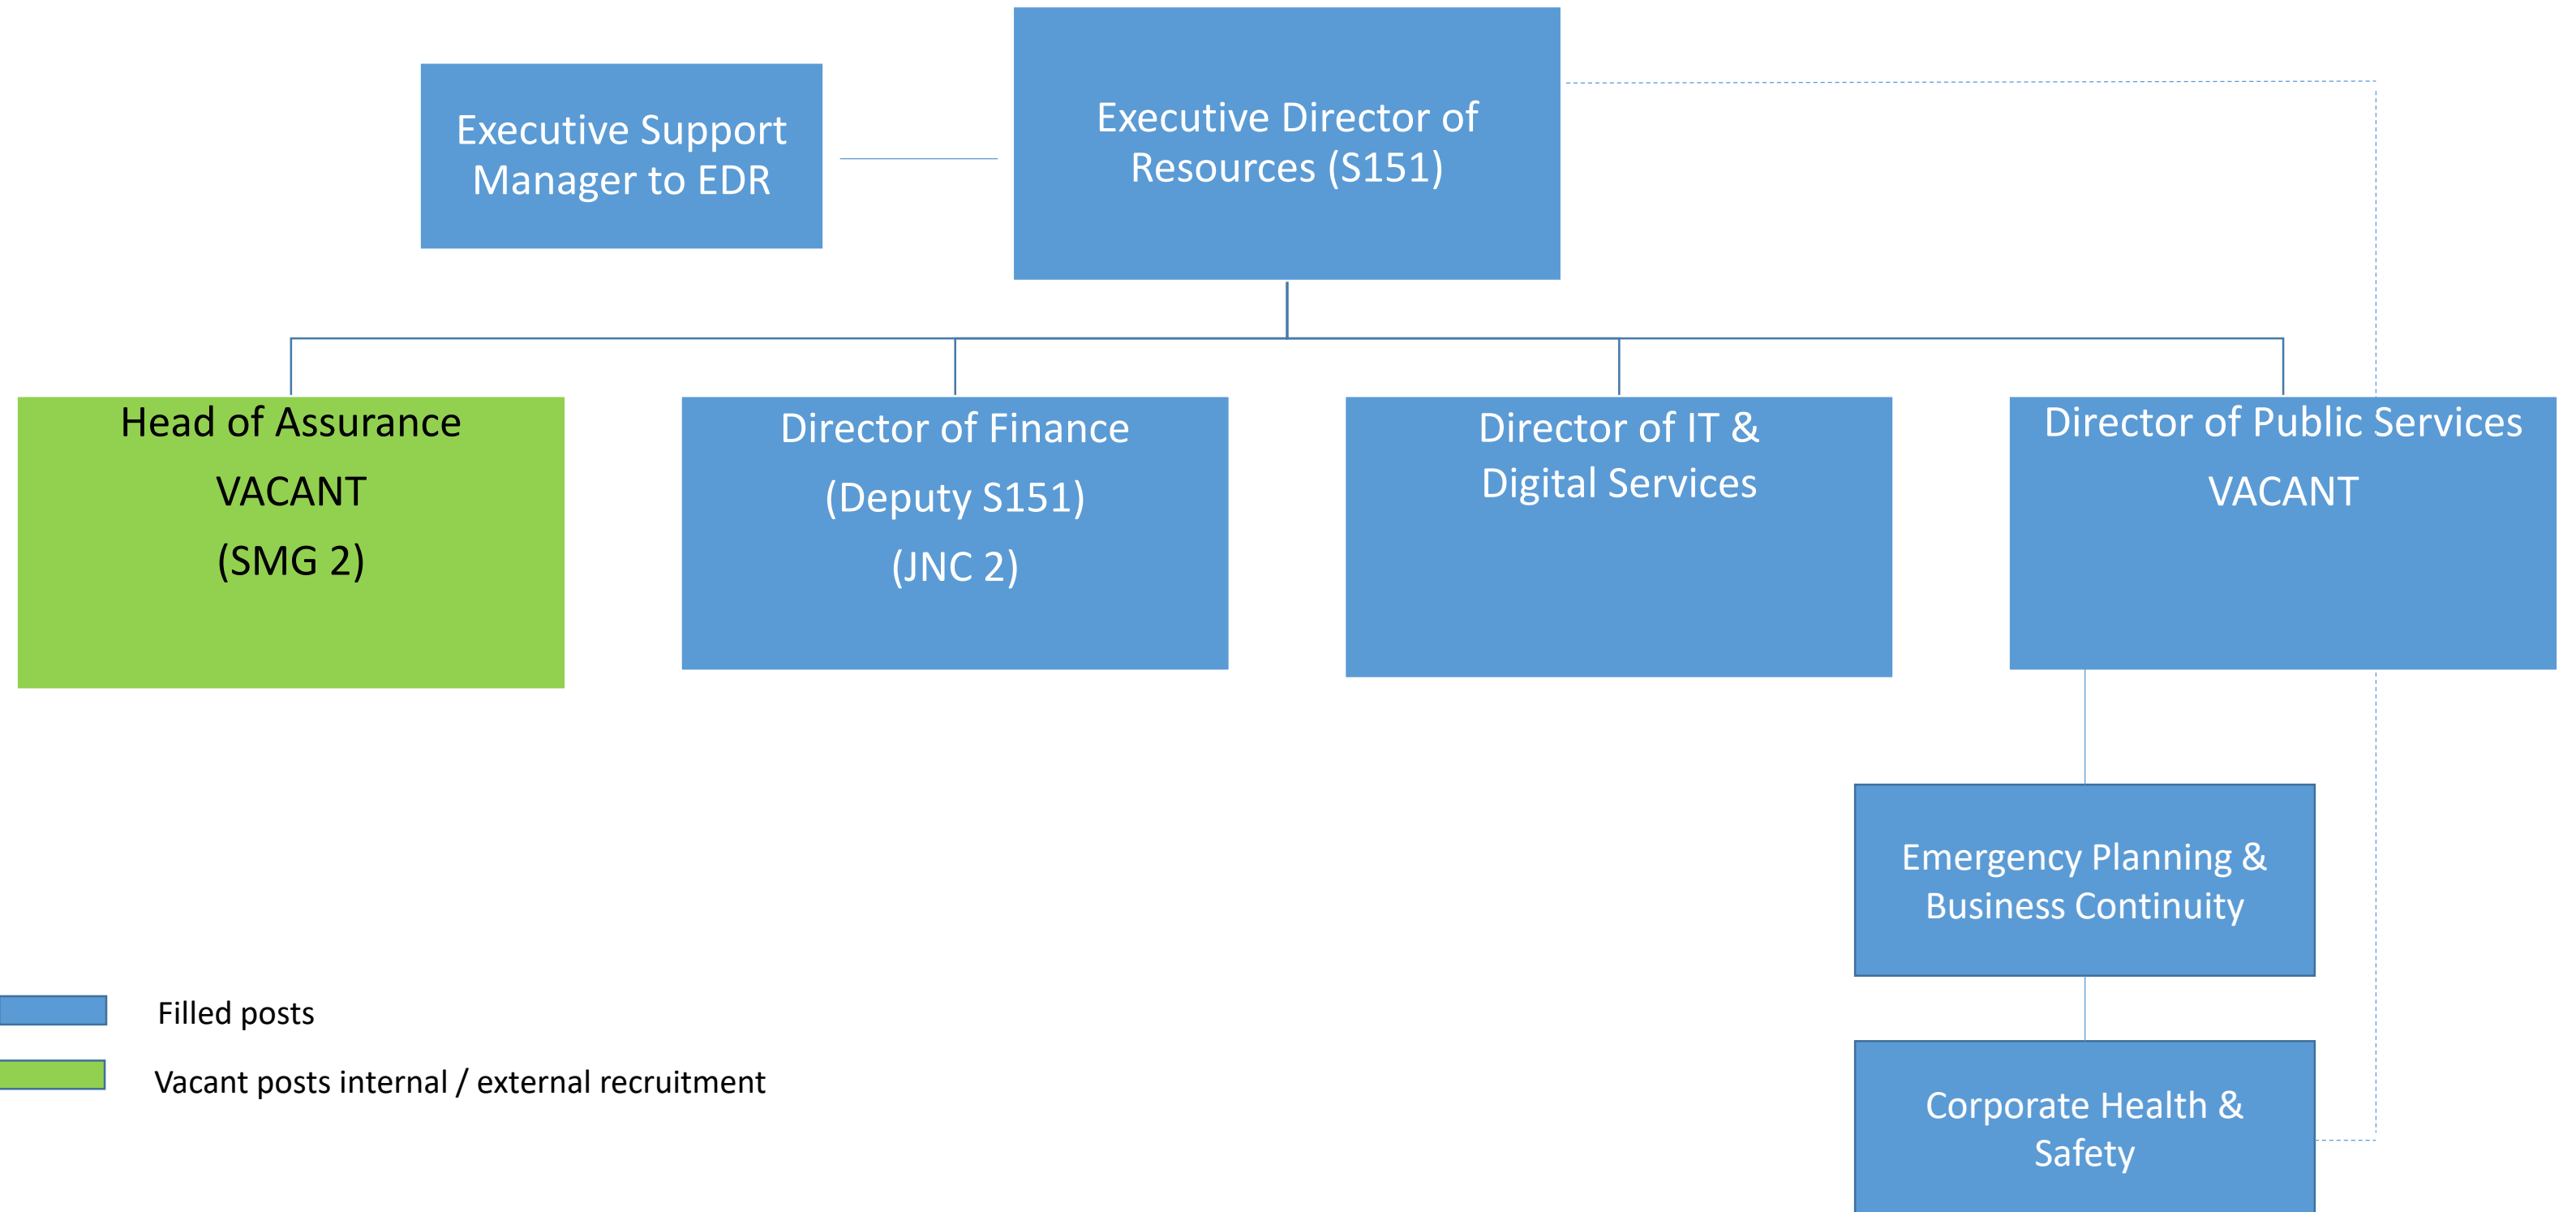 Executive Support
Manager to EDR
Executive Director of
Resources (S151)
Head of Assurance
VACANT
(SMG 2)
Director of Finance
(Deputy S151)
(JNC 2)
Director of IT &
Digital Services
Director of Public Services
VACANT
Emergency Planning &
Business Continuity
Corporate Health &
Safety
Filled posts
Vacant posts internal / external recruitment